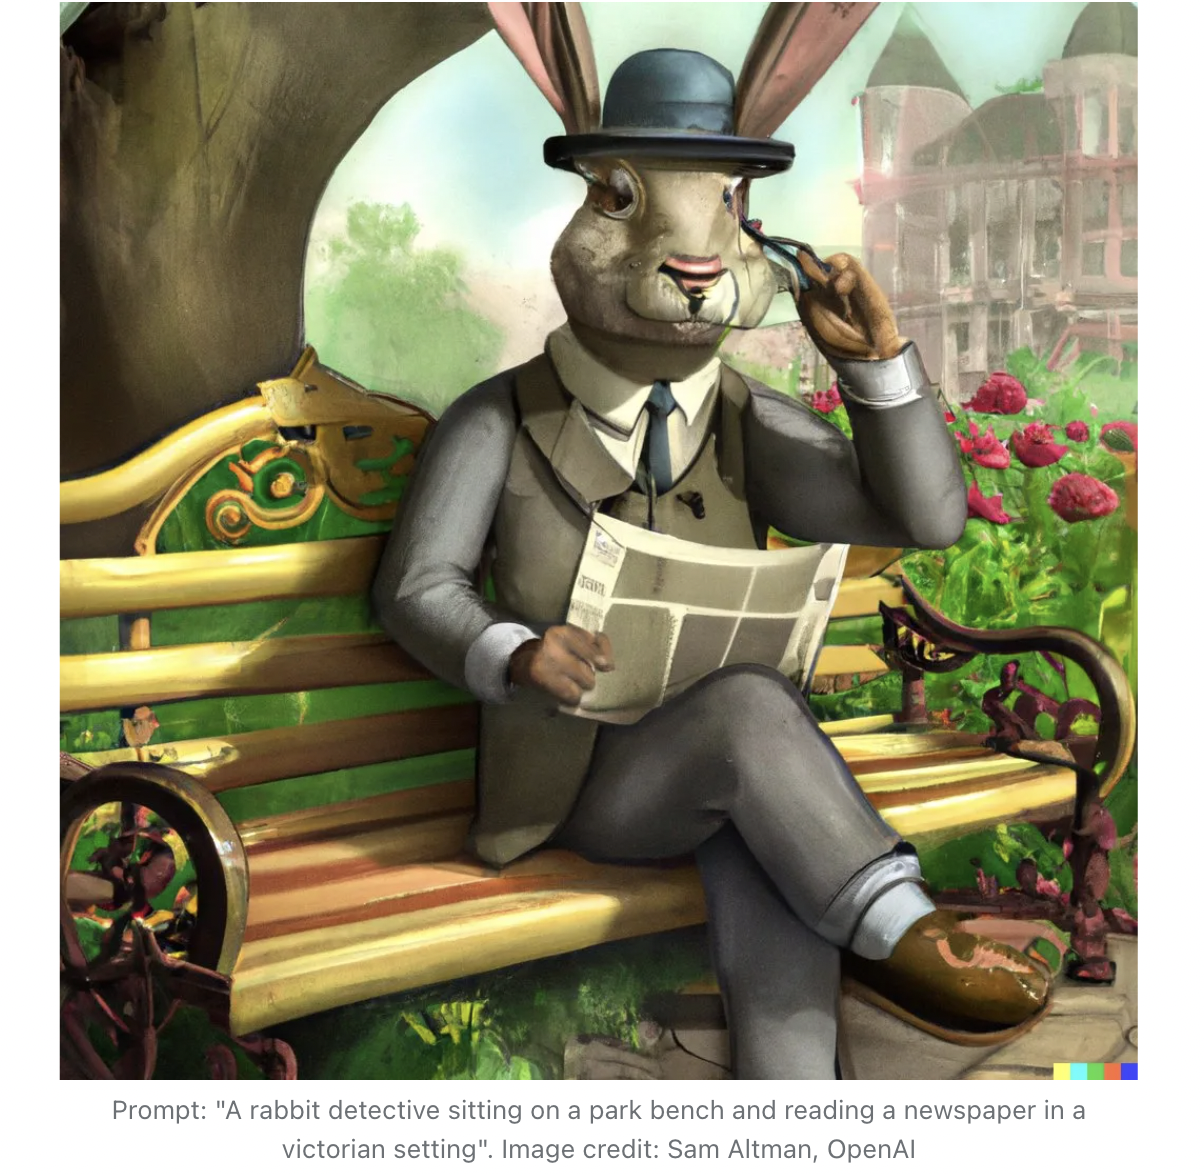 Prompt: "A rabbit detective sitting on a park bench and reading a newspaper in a
victorian setting". Image credit: Sam Altman, OpenAI